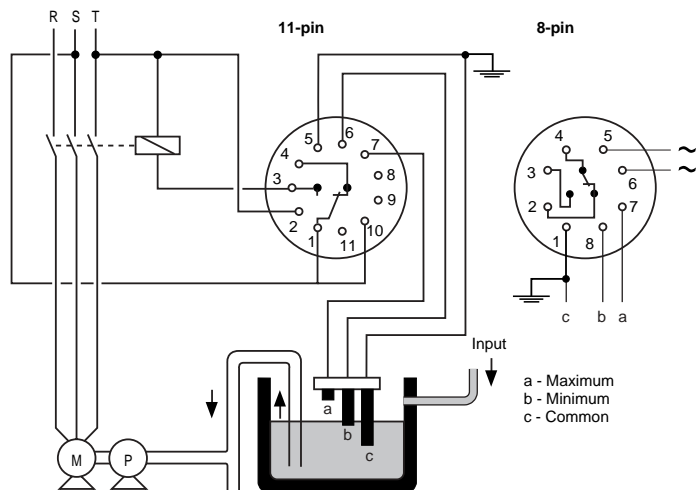 R S T
11-pin
8-pin
5
6
7
4
8
3
9
2
10
1
11
4
5
~
3
6
~
2
7
1
8
c
b
a
Input
a - Maximum
b - Minimum
c - Common
a
b
c
M
P